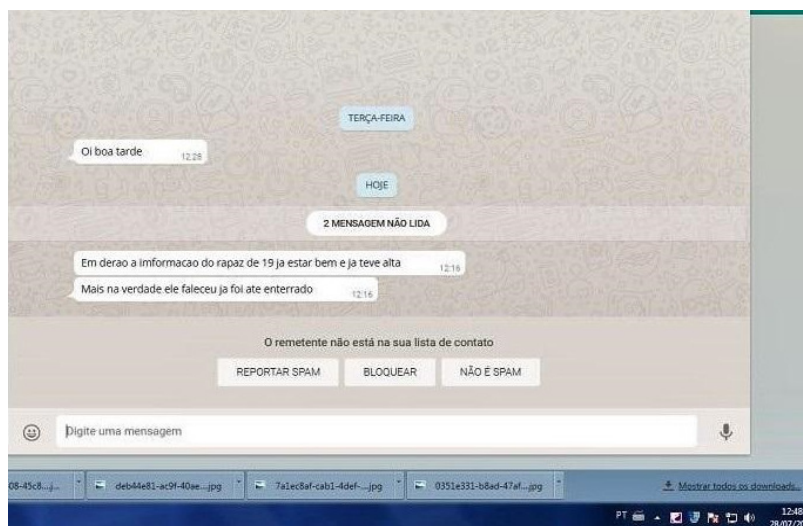 TERÇA-FEIRA
Oi boa tarde 12:28
HOJE
2 MENSAGEM NÃO LIDA
Em derao a imformacao do rapaz de 19 ja estar bem e ja teve alta 12:16
Mais na verdade ele faleceu ja foi ate enterrado 12:16
O remetente não está na sua lista de contato
REPORTAR SPAM BLOQUEAR NÃO É SPAM
Digite uma mensagem
deb44e81-ac9f-40ae....jpg 7a1ec8af-cab1-4def-....jpg 0351e331-b8ad-47af....jpg Mostrar todos os downloads...
PT 12:48